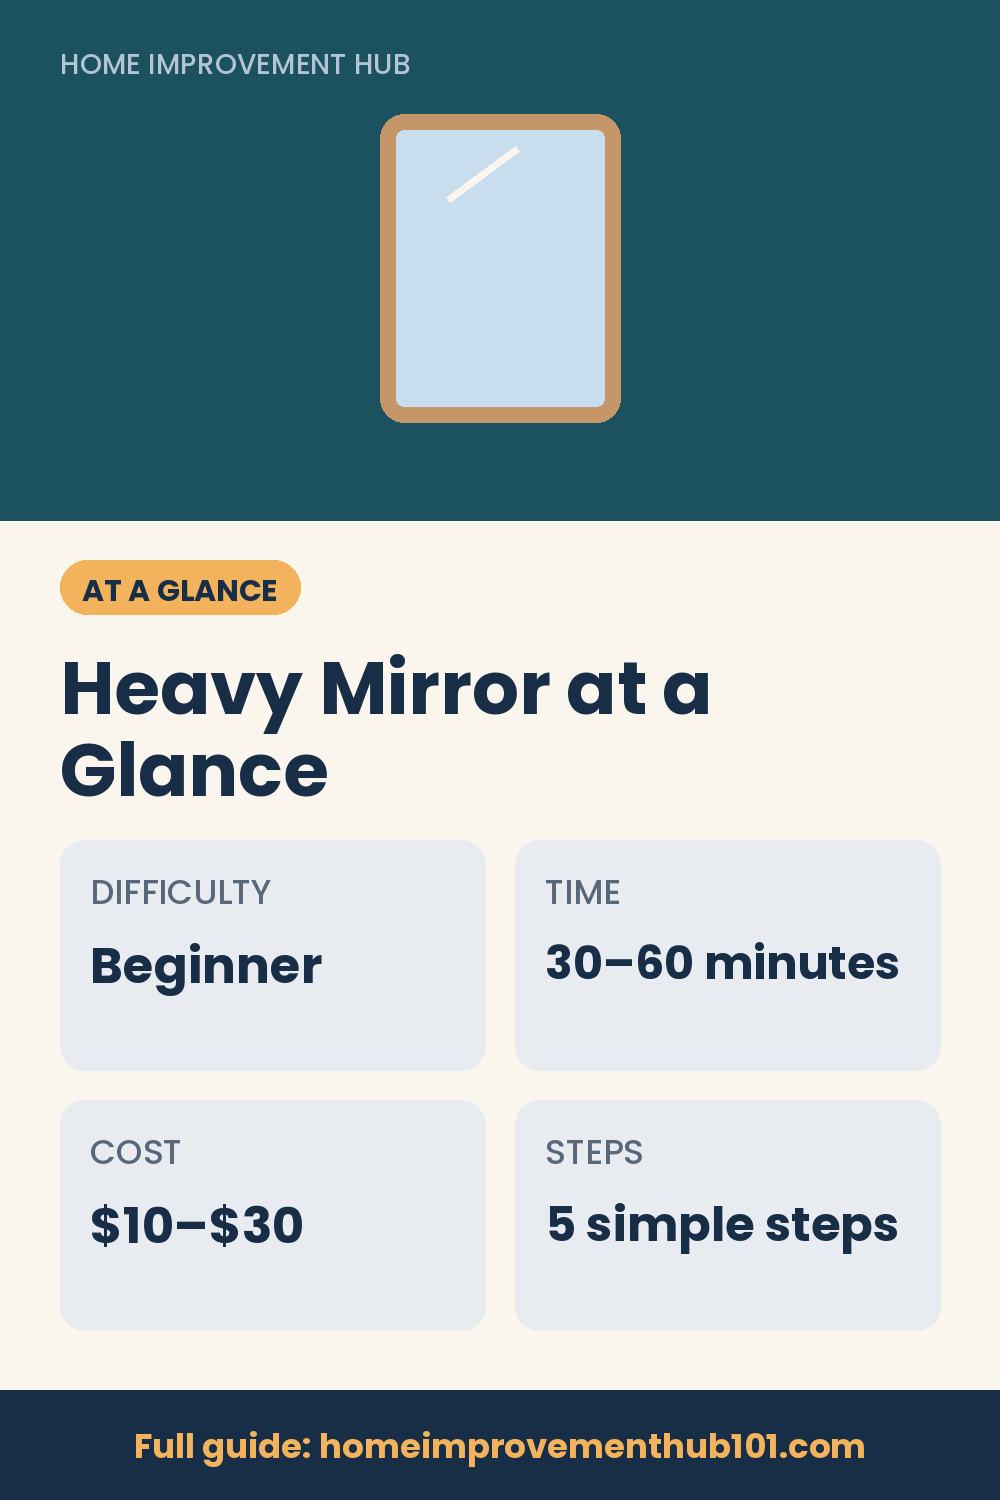 HOME IMPROVEMENT HUB
AT A GLANCE
Heavy Mirror at a
Glance
DIFFICULTY
Beginner
TIME
30–60 minutes
COST
$10–$30
STEPS
5 simple steps
Full guide: homeimprovementhub101.com